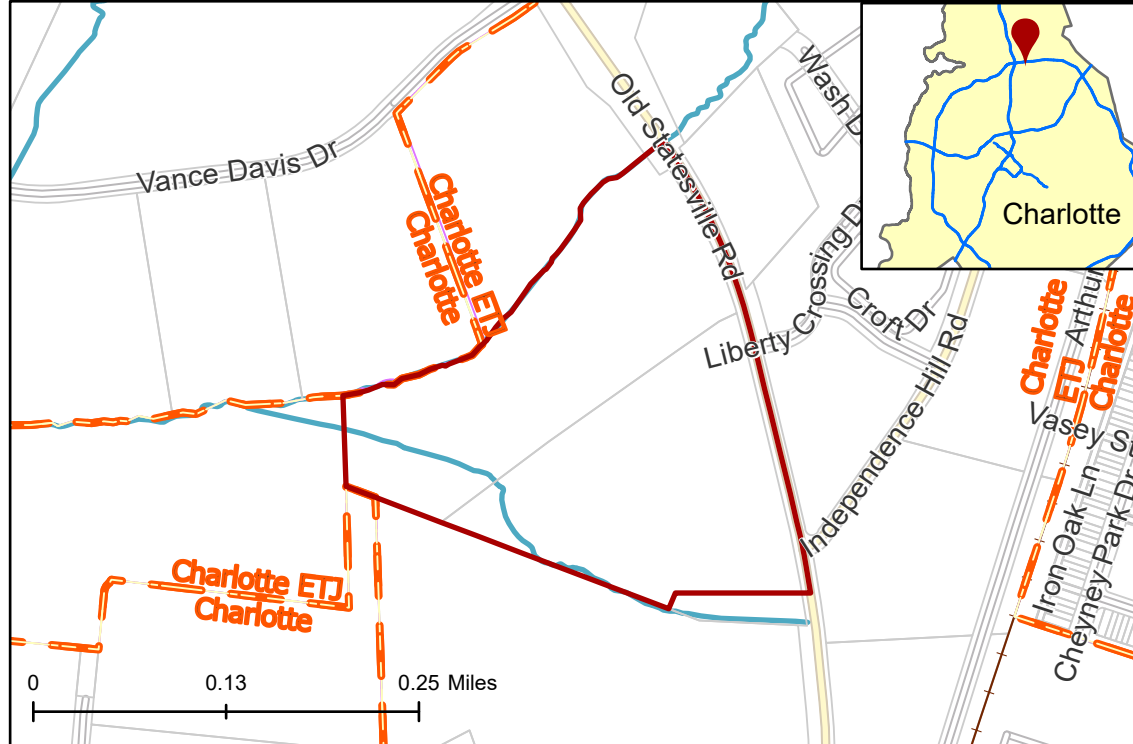 Wash D
Old Statesville Rd
Charlotte
Vance Davis Dr
Charlotte ETJ
Charlotte
Liberty Crossing D
Croft Dr
Independence Hill Rd
Charlotte
ETJ
Charlotte
Arthur
Vasey St
Iron Oak Ln
Cheyney Park Dr
Charlotte ETJ
Charlotte
0 0.13 0.25 Miles